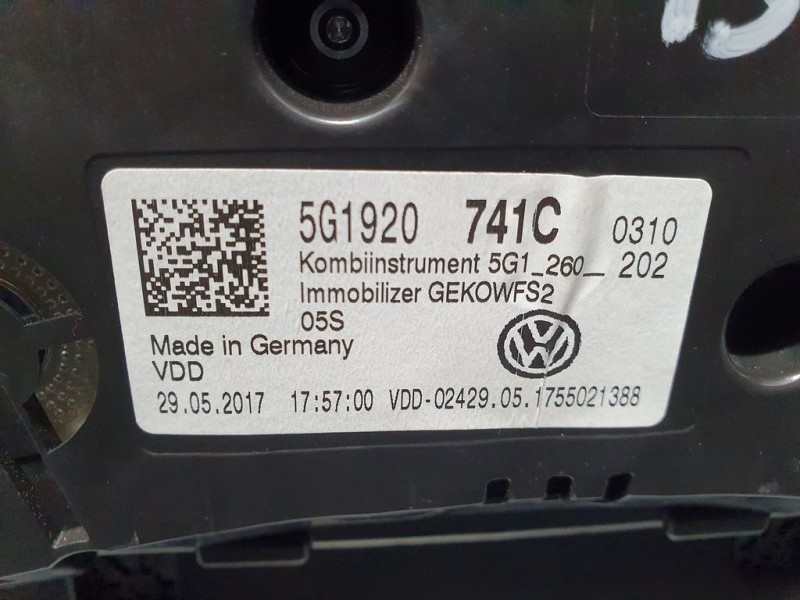 5G1920 741C 0310
Kombiinstrument 5G1_260__ 202
Immobilizer GEKOWFS2
05S
Made in Germany
VDD
29.05.2017 17:57:00 VDD-02429.05.1755021388